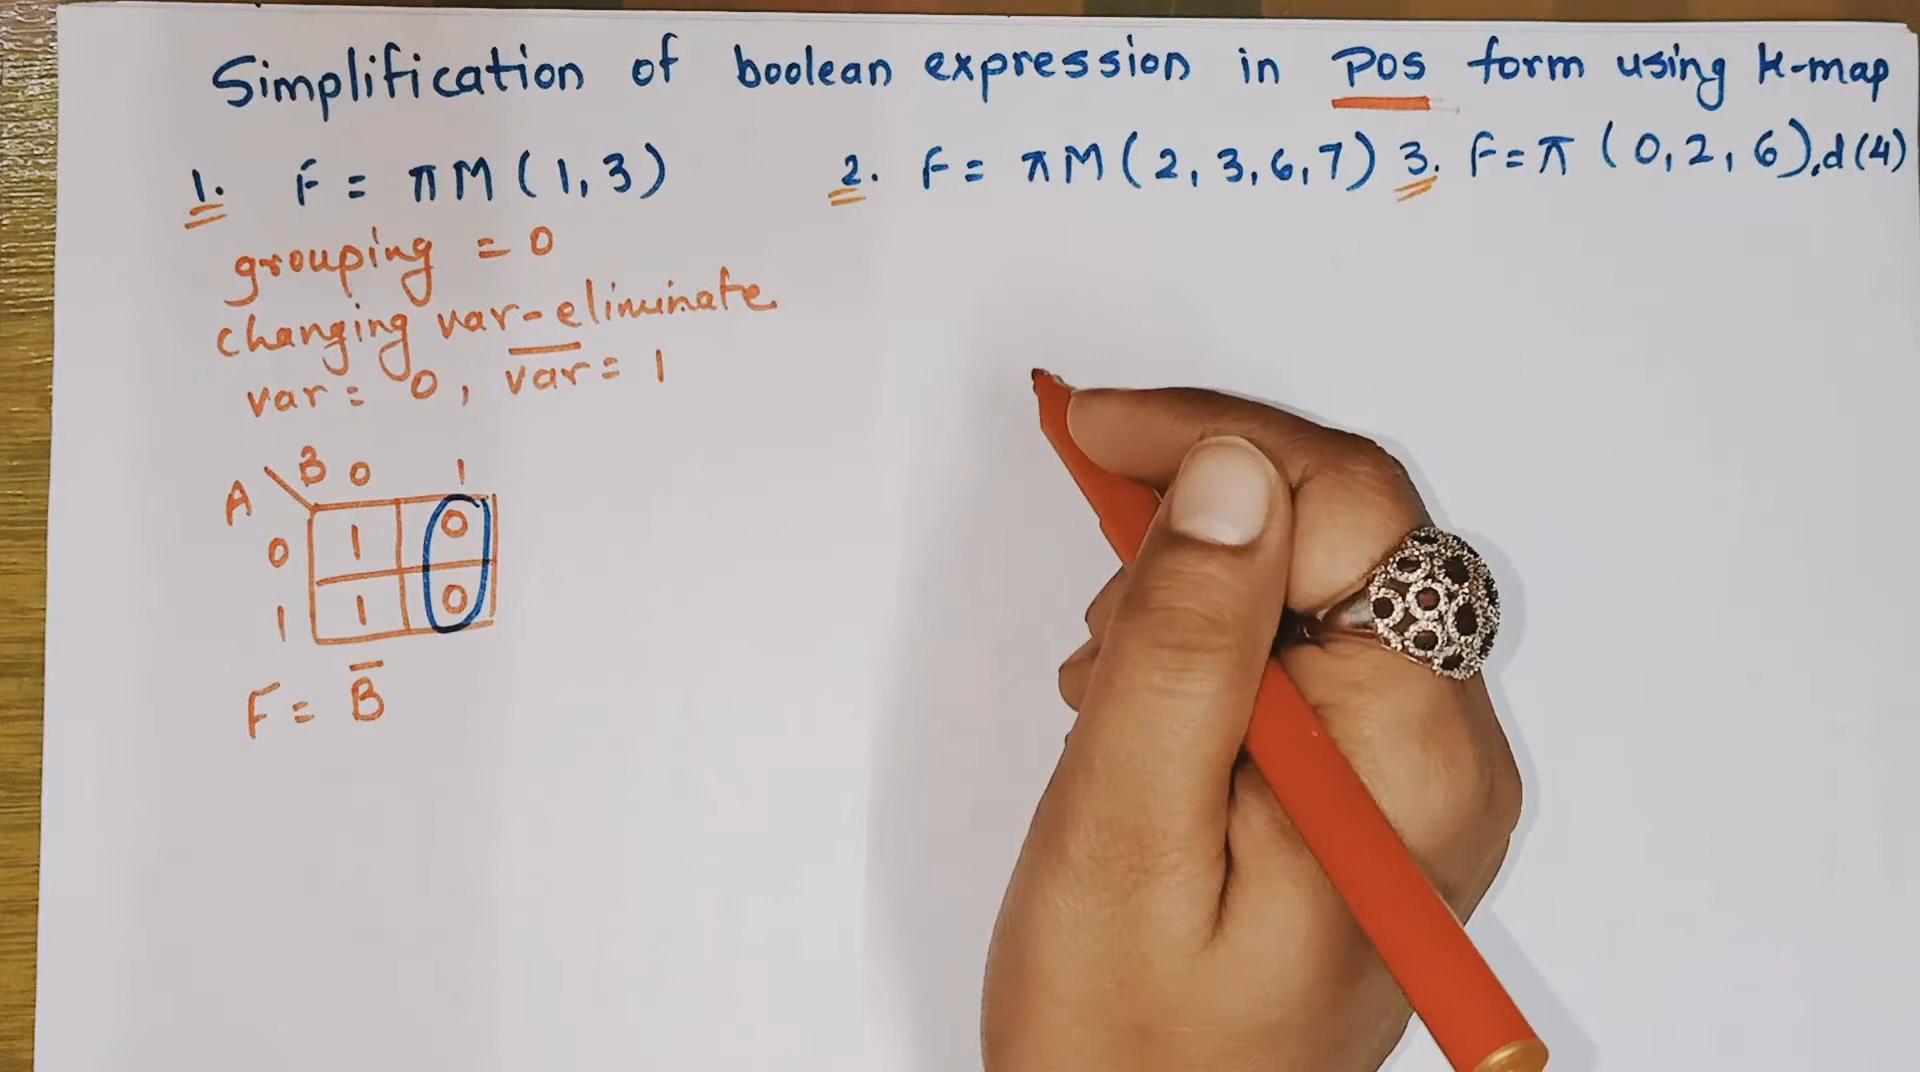 Simplification of boolean expression in POS form using K-map
1. F = πM (1, 3)
2. F = πM (2, 3, 6, 7)
3. F = π (0, 2, 6), d(4)
grouping = 0
changing var - eliminate
var = 0, v̅a̅r̅ = 1
A \ B 0 1
0 1 0
1 1 0
F = B̅